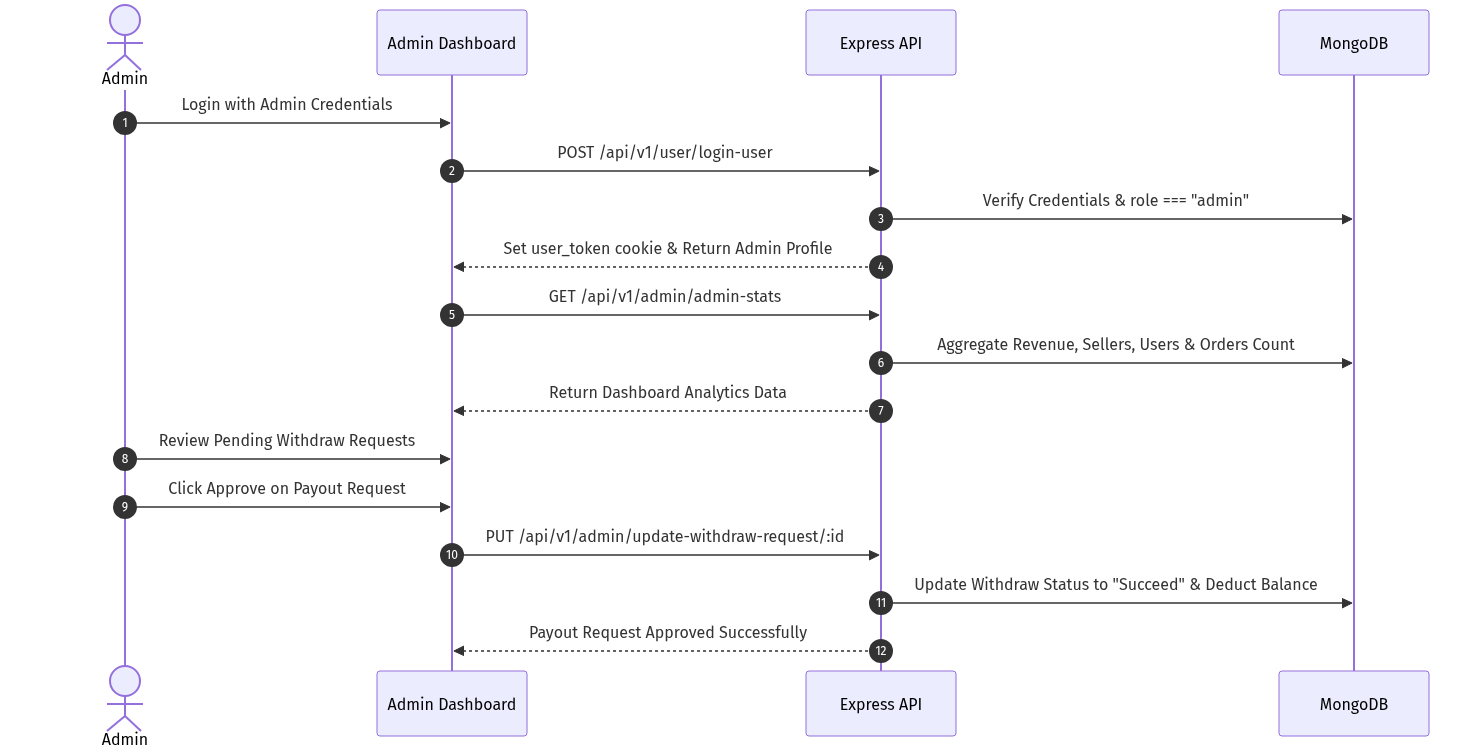 Admin
Admin Dashboard
Express API
MongoDB
Login with Admin Credentials
1
POST /api/v1/user/login-user
2
Verify Credentials & role === "admin"
3
Set user_token cookie & Return Admin Profile
4
GET /api/v1/admin/admin-stats
5
Aggregate Revenue, Sellers, Users & Orders Count
6
Return Dashboard Analytics Data
7
Review Pending Withdraw Requests
8
Click Approve on Payout Request
9
PUT /api/v1/admin/update-withdraw-request/:id
10
Update Withdraw Status to "Succeed" & Deduct Balance
11
Payout Request Approved Successfully
12
Admin
Admin Dashboard
Express API
MongoDB